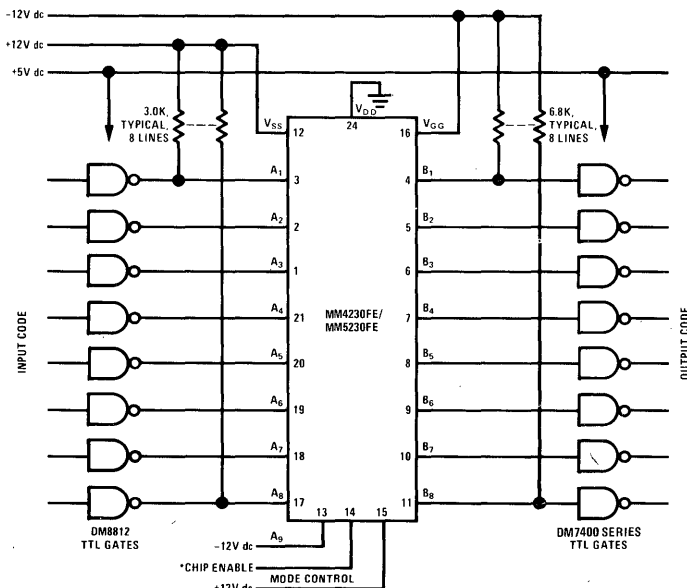 -12V dc
+12V dc
+5V dc
3.0K,
TYPICAL,
8 LINES
VSS
12
VDD
24
VGG
16
6.8K,
TYPICAL,
8 LINES
A1
3
4
B1
A2
2
5
B2
A3
1
6
B3
A4
21
MM4230FE/
MM5230FE
7
B4
A5
20
8
B5
A6
19
9
B6
A7
18
10
B7
A8
17
11
B8
INPUT CODE
OUTPUT CODE
DM8812
TTL GATES
DM7400 SERIES
TTL GATES
13
14
15
A9
-12V dc
*CHIP ENABLE
MODE CONTROL
+12V dc